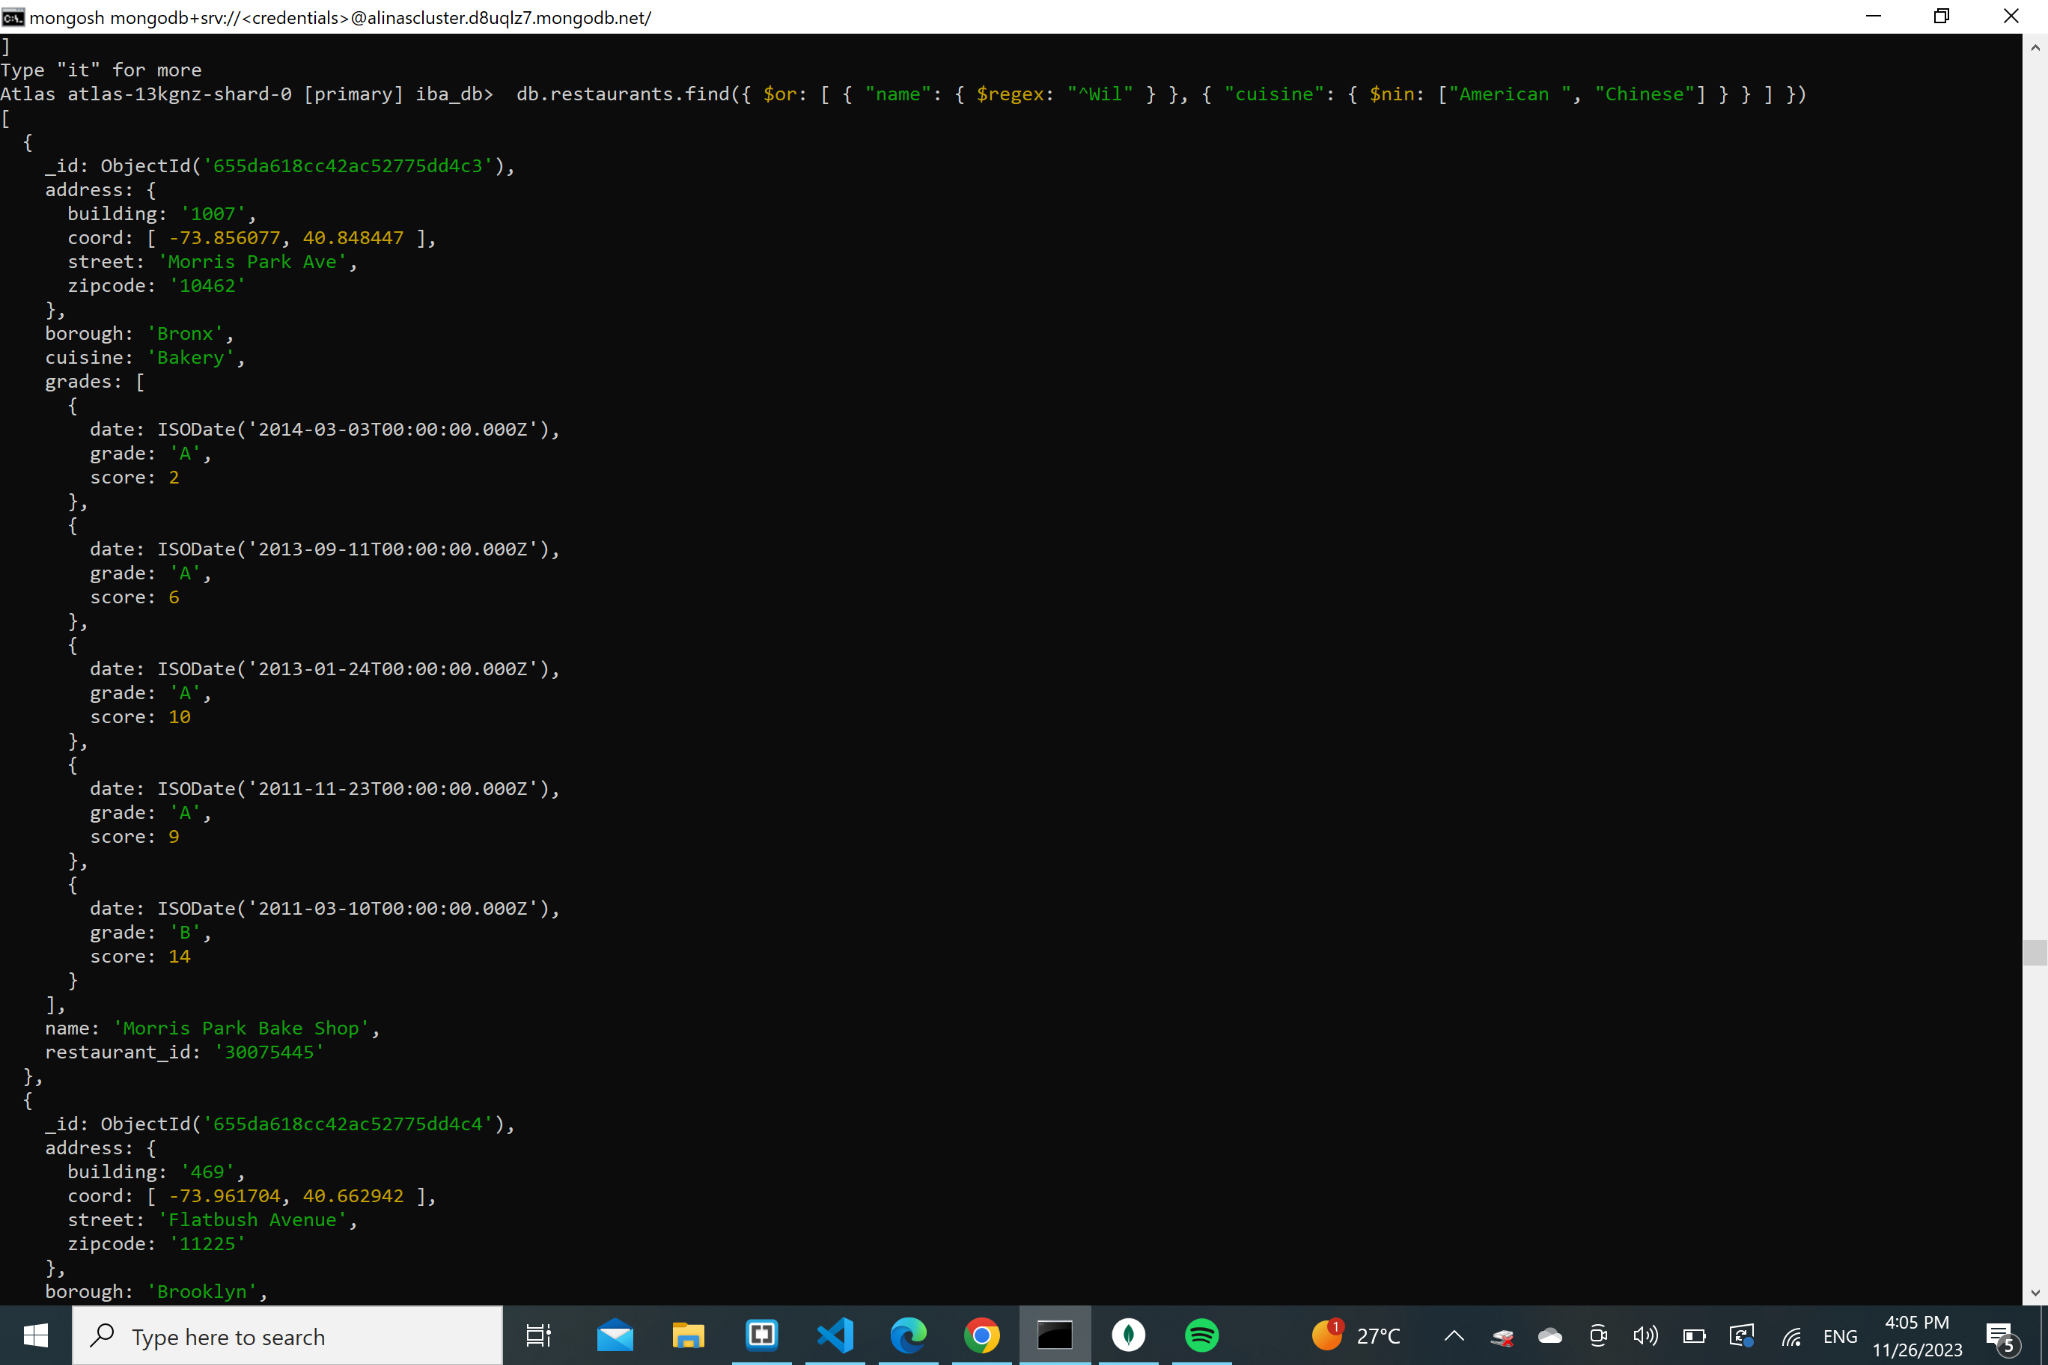 mongosh mongodb+srv://<credentials>@alinascluster.d8uqlz7.mongodb.net/
]
Type "it" for more
Atlas atlas-13kgnz-shard-0 [primary] iba_db>  db.restaurants.find({ $or: [ { "name": { $regex: "^Wil" } }, { "cuisine": { $nin: ["American ", "Chinese"] } } ] })
[
  {
    _id: ObjectId('655da618cc42ac52775dd4c3'),
    address: {
      building: '1007',
      coord: [ -73.856077, 40.848447 ],
      street: 'Morris Park Ave',
      zipcode: '10462'
    },
    borough: 'Bronx',
    cuisine: 'Bakery',
    grades: [
      {
        date: ISODate('2014-03-03T00:00:00.000Z'),
        grade: 'A',
        score: 2
      },
      {
        date: ISODate('2013-09-11T00:00:00.000Z'),
        grade: 'A',
        score: 6
      },
      {
        date: ISODate('2013-01-24T00:00:00.000Z'),
        grade: 'A',
        score: 10
      },
      {
        date: ISODate('2011-11-23T00:00:00.000Z'),
        grade: 'A',
        score: 9
      },
      {
        date: ISODate('2011-03-10T00:00:00.000Z'),
        grade: 'B',
        score: 14
      }
    ],
    name: 'Morris Park Bake Shop',
    restaurant_id: '30075445'
  },
  {
    _id: ObjectId('655da618cc42ac52775dd4c4'),
    address: {
      building: '469',
      coord: [ -73.961704, 40.662942 ],
      street: 'Flatbush Avenue',
      zipcode: '11225'
    },
    borough: 'Brooklyn',
Type here to search
1
27°C
ENG
4:05 PM
11/26/2023
5